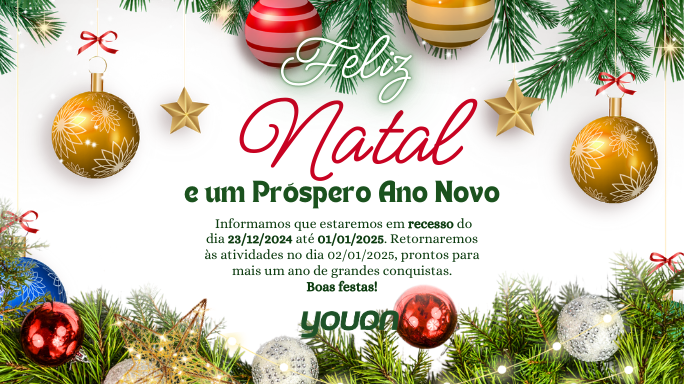 Feliz
Natal
e um Próspero Ano Novo
Informamos que estaremos em recesso do
dia 23/12/2024 até 01/01/2025. Retornaremos
às atividades no dia 02/01/2025, prontos para
mais um ano de grandes conquistas.
Boas festas!
youon